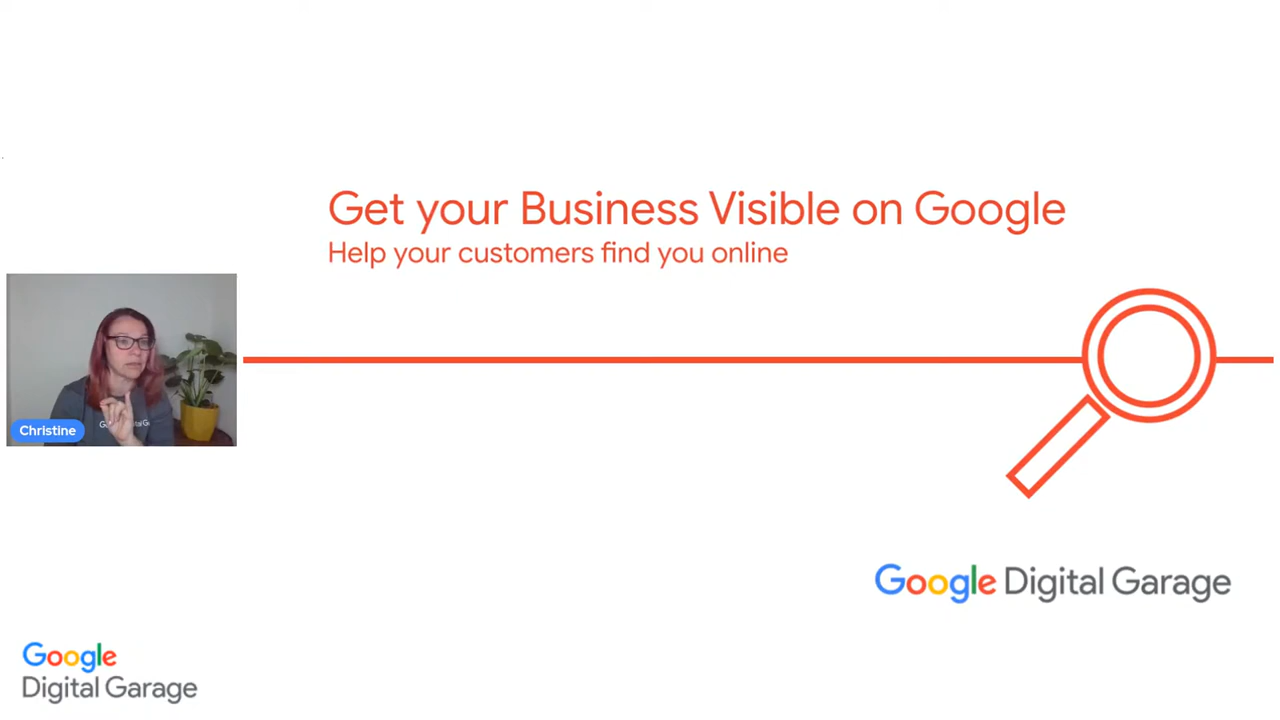 Get your Business Visible on Google
Help your customers find you online
Christine
Google Digital Garage
Google
Digital Garage